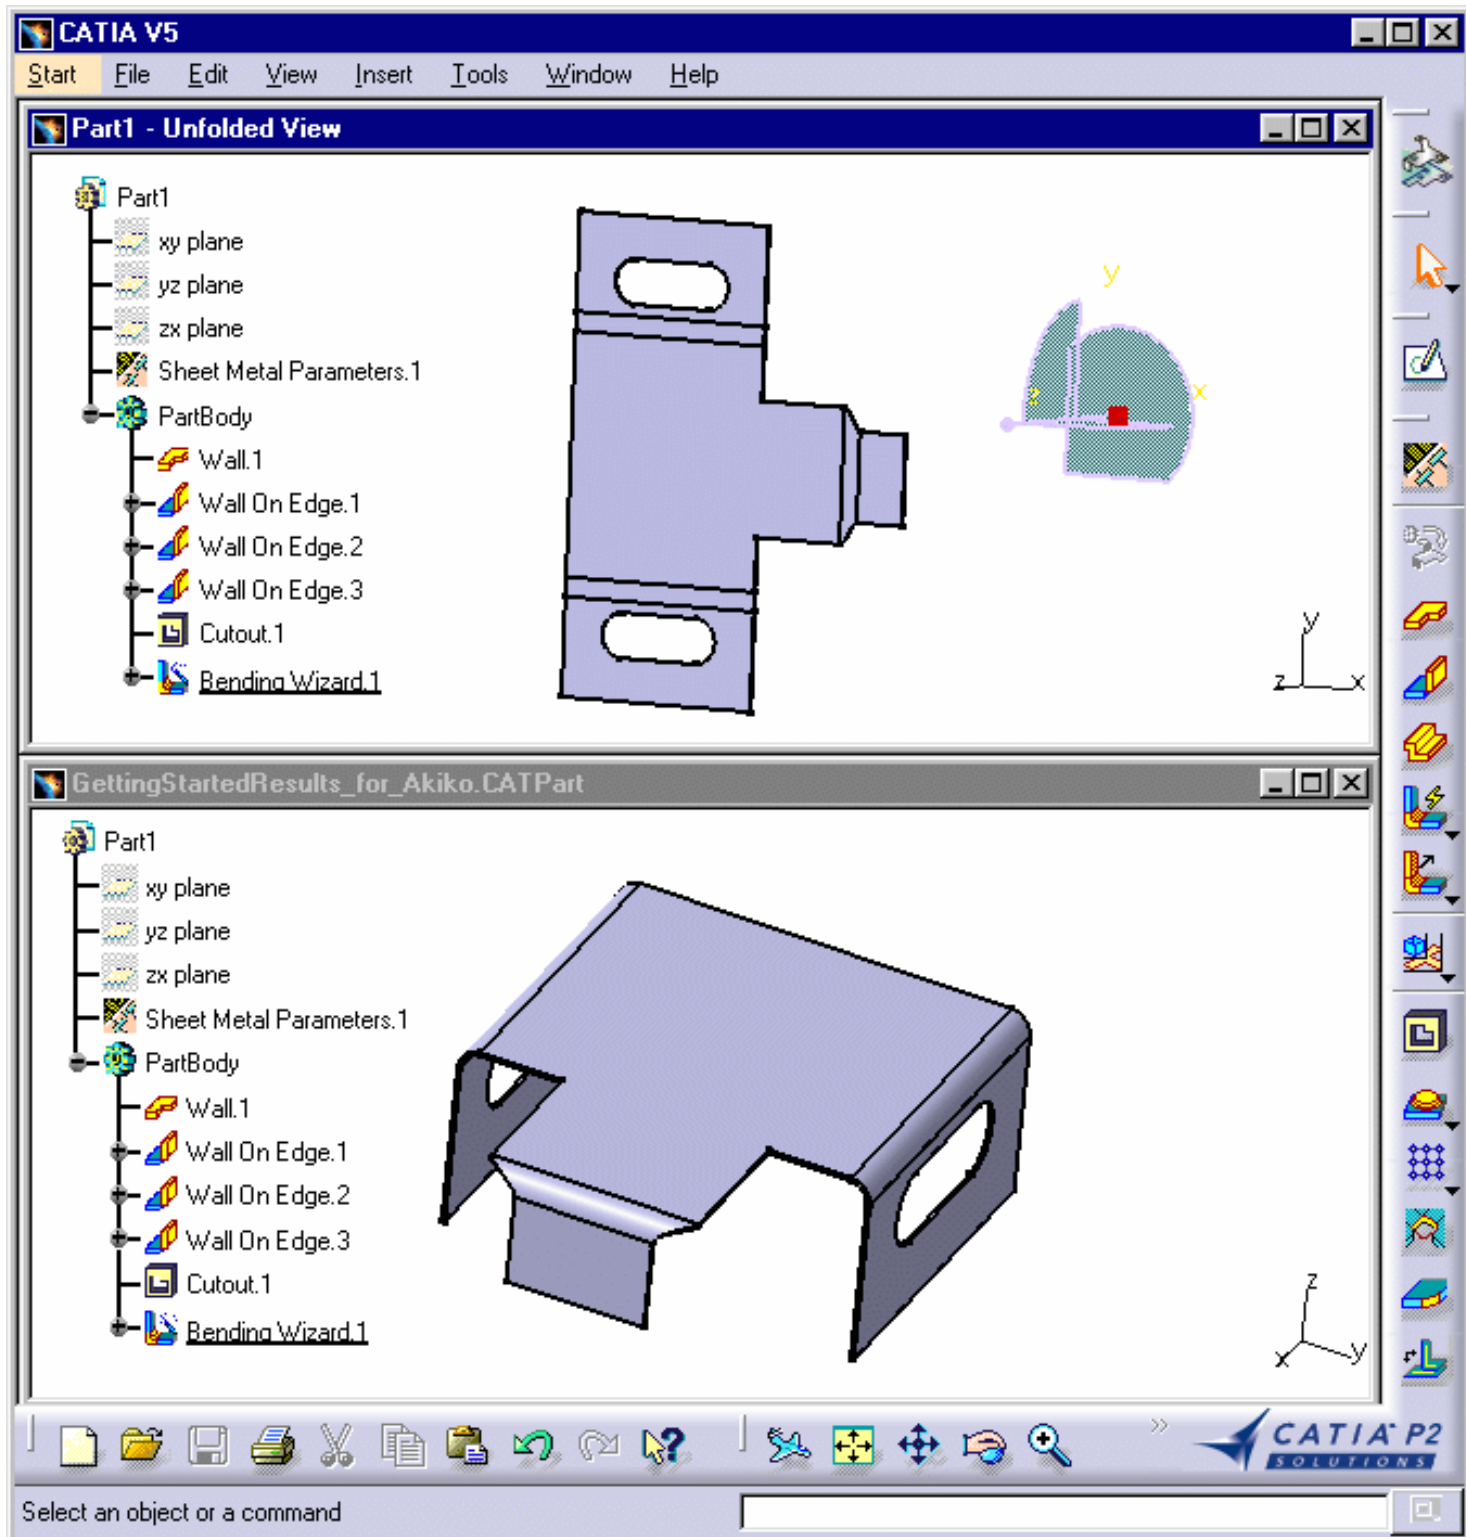 CATIA V5
Start File Edit View Insert Tools Window Help
Part1 - Unfolded View
Part1
xy plane
yz plane
zx plane
Sheet Metal Parameters.1
PartBody
Wall.1
Wall On Edge.1
Wall On Edge.2
Wall On Edge.3
Cutout.1
Bending Wizard.1
y
x
z
y
z x
GettingStartedResults_for_Akiko.CATPart
Part1
xy plane
yz plane
zx plane
Sheet Metal Parameters.1
PartBody
Wall.1
Wall On Edge.1
Wall On Edge.2
Wall On Edge.3
Cutout.1
Bending Wizard.1
z
x y
CATIA P2
SOLUTIONS
Select an object or a command